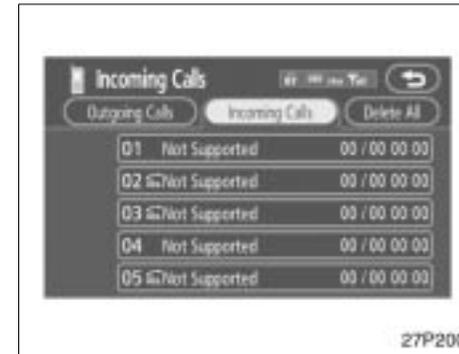 Incoming Calls
Outgoing Calls Incoming Calls Delete All
01 Not Supported 00/00 00:00
02 Not Supported 00/00 00:00
03 Not Supported 00/00 00:00
04 Not Supported 00/00 00:00
05 Not Supported 00/00 00:00
27P200